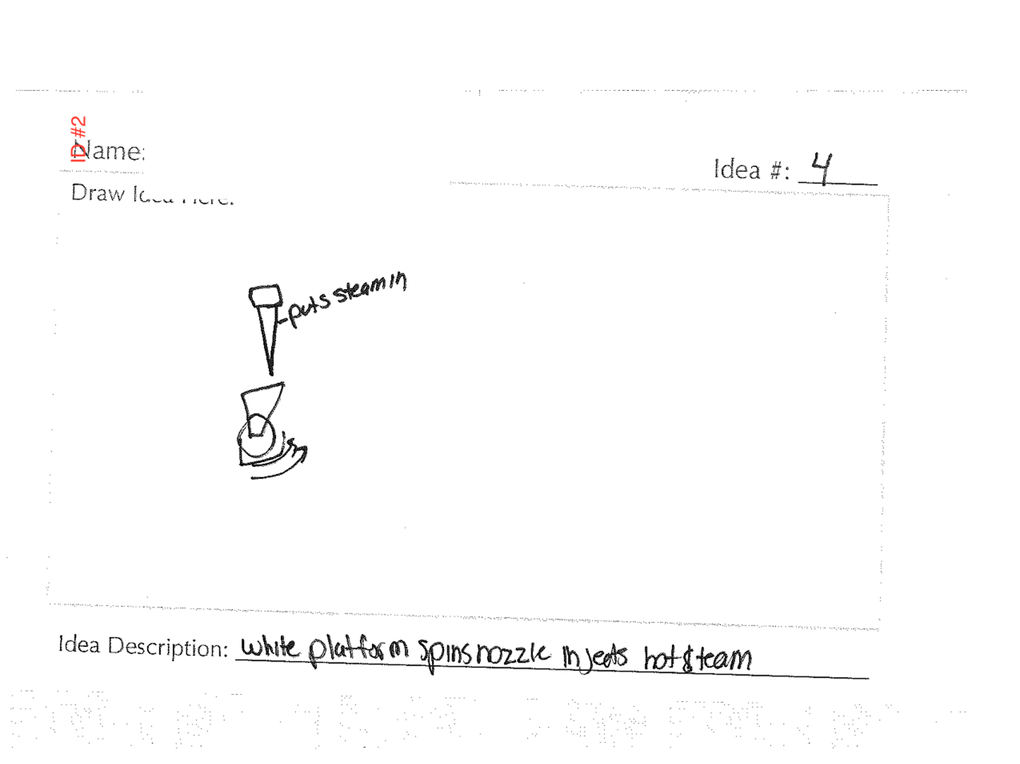 ID #2
Name:
Idea #: 4
Draw Idea Here:
puts steam in
Idea Description: while platform spins nozzle injects hot steam